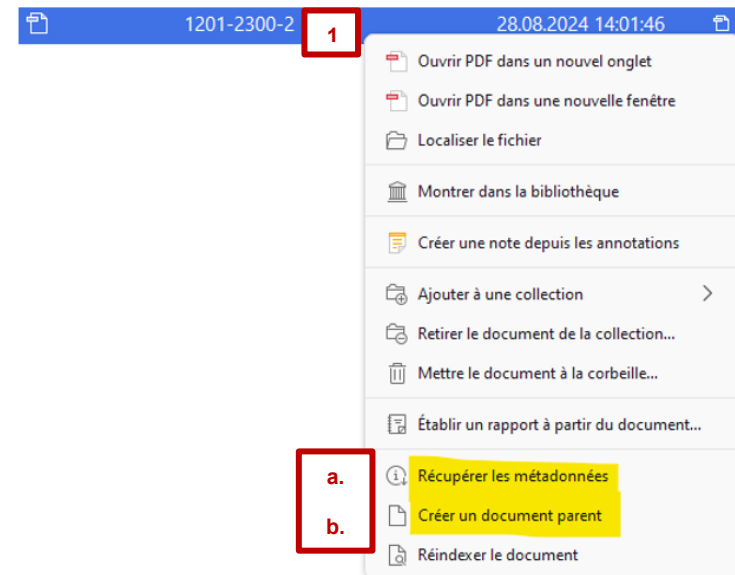 1201-2300-2 28.08.2024 14:01:46
1
Ouvrir PDF dans un nouvel onglet
Ouvrir PDF dans une nouvelle fenêtre
Localiser le fichier
Montrer dans la bibliothèque
Créer une note depuis les annotations
Ajouter à une collection
Retirer le document de la collection...
Mettre le document à la corbeille...
Établir un rapport à partir du document...
a. Récupérer les métadonnées
b. Créer un document parent
Réindexer le document